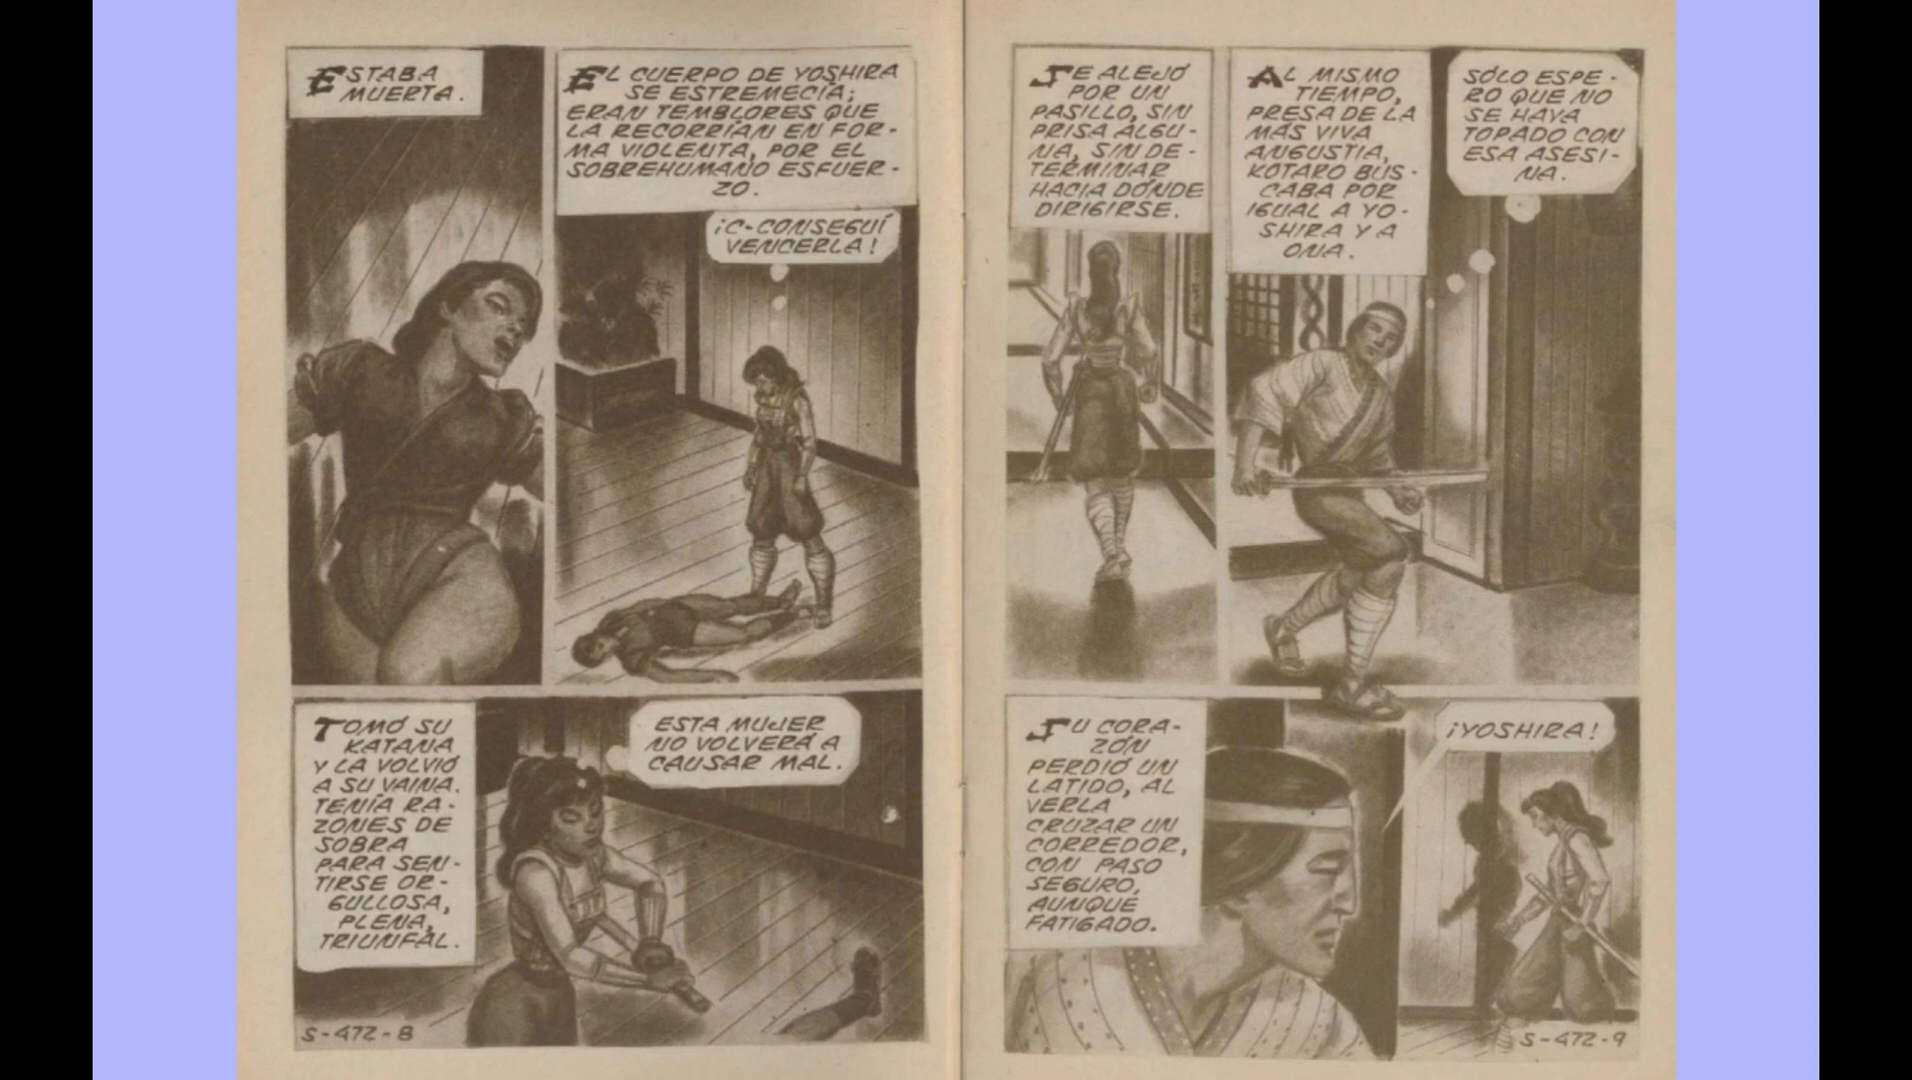 ESTABA
MUERTA.
EL CUERPO DE YOSHIRA
SE ESTREMECÍA;
ERAN TEMBLORES QUE
LA RECORRÍAN EN FOR-
MA VIOLENTA, POR EL
SOBREHUMANO ESFUER-
ZO.
¡C-CONSEGUÍ
VENCERLA!
TOMÓ SU
KATANA
Y LA VOLVIÓ
A SU VAINA.
TENÍA RA-
ZONES DE
SOBRA
PARA SEN-
TIRSE OR-
GULLOSA,
PLENA,
TRIUNFAL.
ESTA MUJER
NO VOLVERÁ A
CAUSAR MAL.
S-472-8
SE ALEJÓ
POR UN
PASILLO, SIN
PRISA ALGU-
NA, SIN DE-
TERMINAR
HACIA DÓNDE
DIRIGIRSE.
AL MISMO
TIEMPO,
PRESA DE LA
MÁS VIVA
ANGUSTIA,
KOTARO BUS-
CABA POR
IGUAL A YO-
SHIRA Y A
ONA.
SÓLO ESPE-
RO QUE NO
SE HAYA
TOPADO CON
ESA ASESI-
NA.
SU CORA-
ZÓN
PERDIÓ UN
LATIDO, AL
VERLA
CRUZAR UN
CORREDOR,
CON PASO
SEGURO,
AUNQUE
FATIGADO.
¡YOSHIRA!
S-472-9